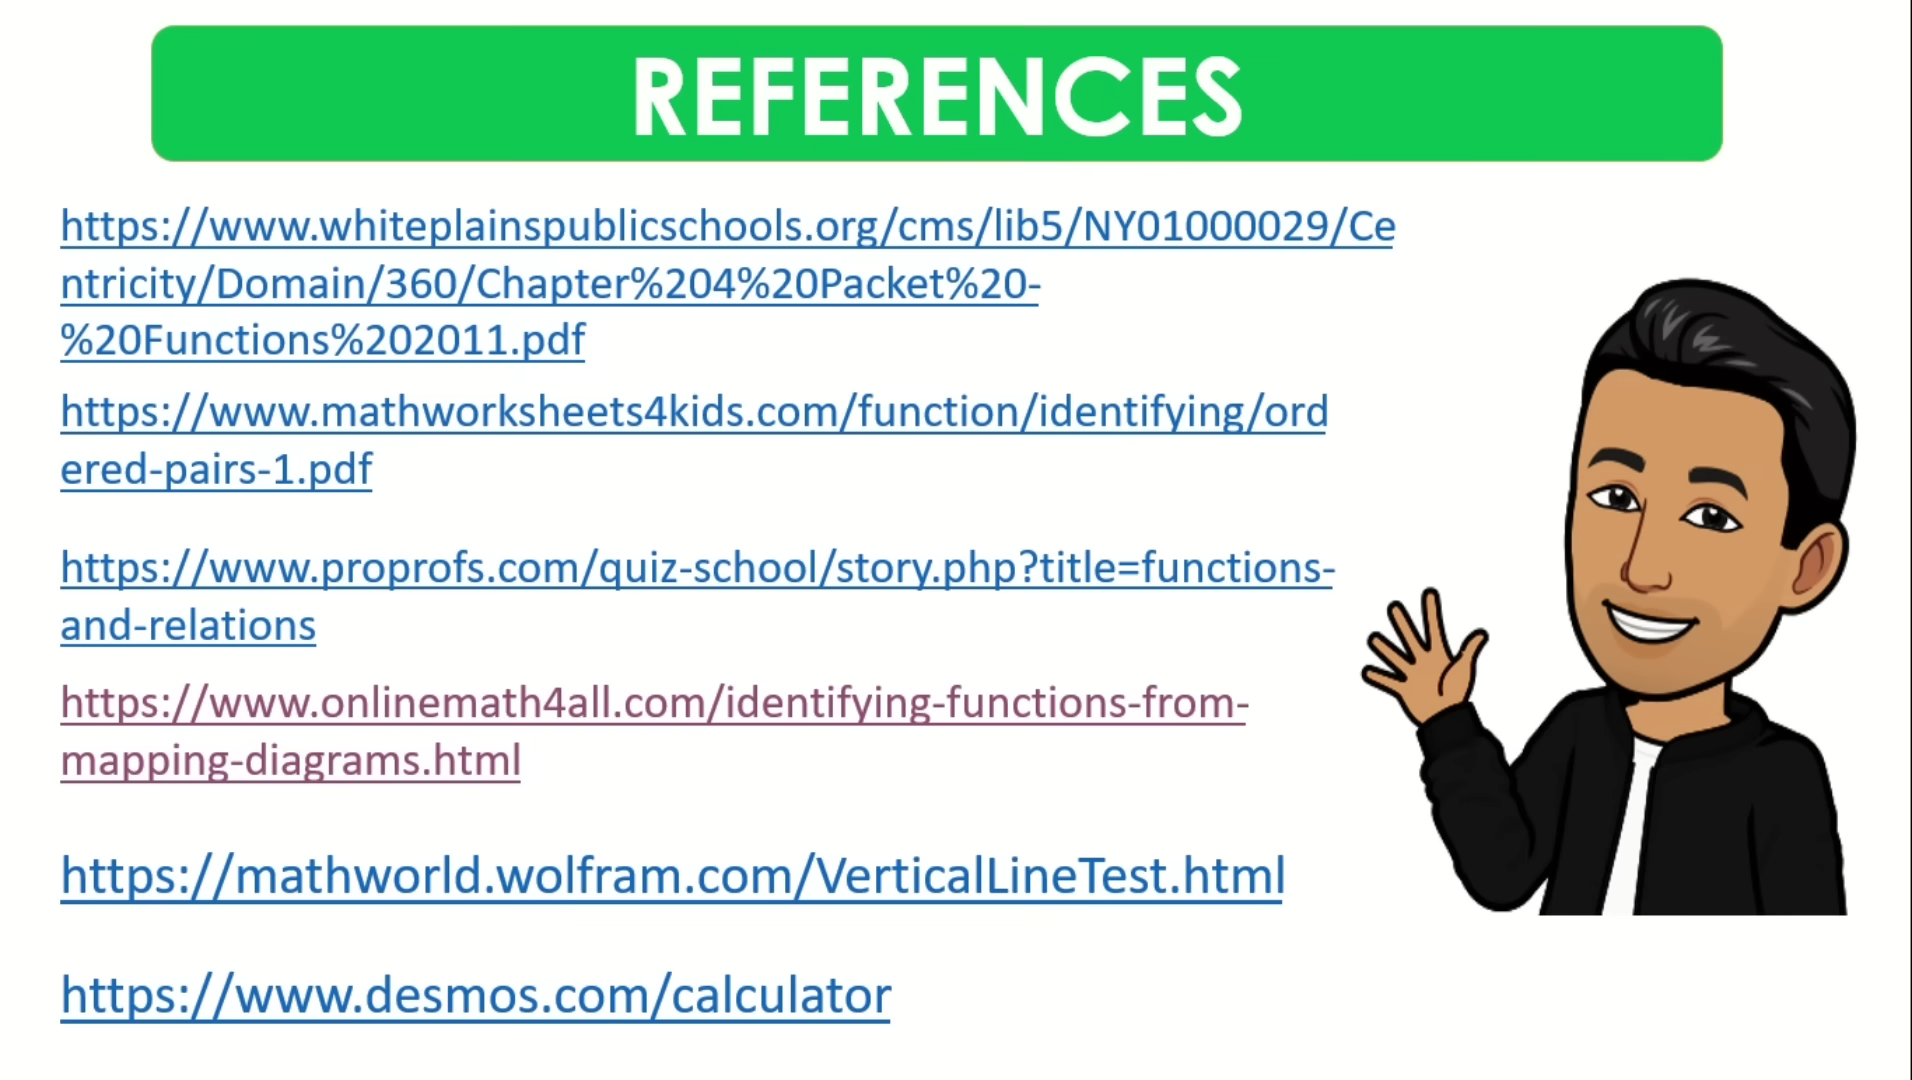 REFERENCES
https://www.whiteplainspublicschools.org/cms/lib5/NY01000029/Ce
ntricity/Domain/360/Chapter%204%20Packet%20-
%20Functions%202011.pdf
https://www.mathworksheets4kids.com/function/identifying/ord
ered-pairs-1.pdf
https://www.proprofs.com/quiz-school/story.php?title=functions-
and-relations
https://www.onlinemath4all.com/identifying-functions-from-
mapping-diagrams.html
https://mathworld.wolfram.com/VerticalLineTest.html
https://www.desmos.com/calculator